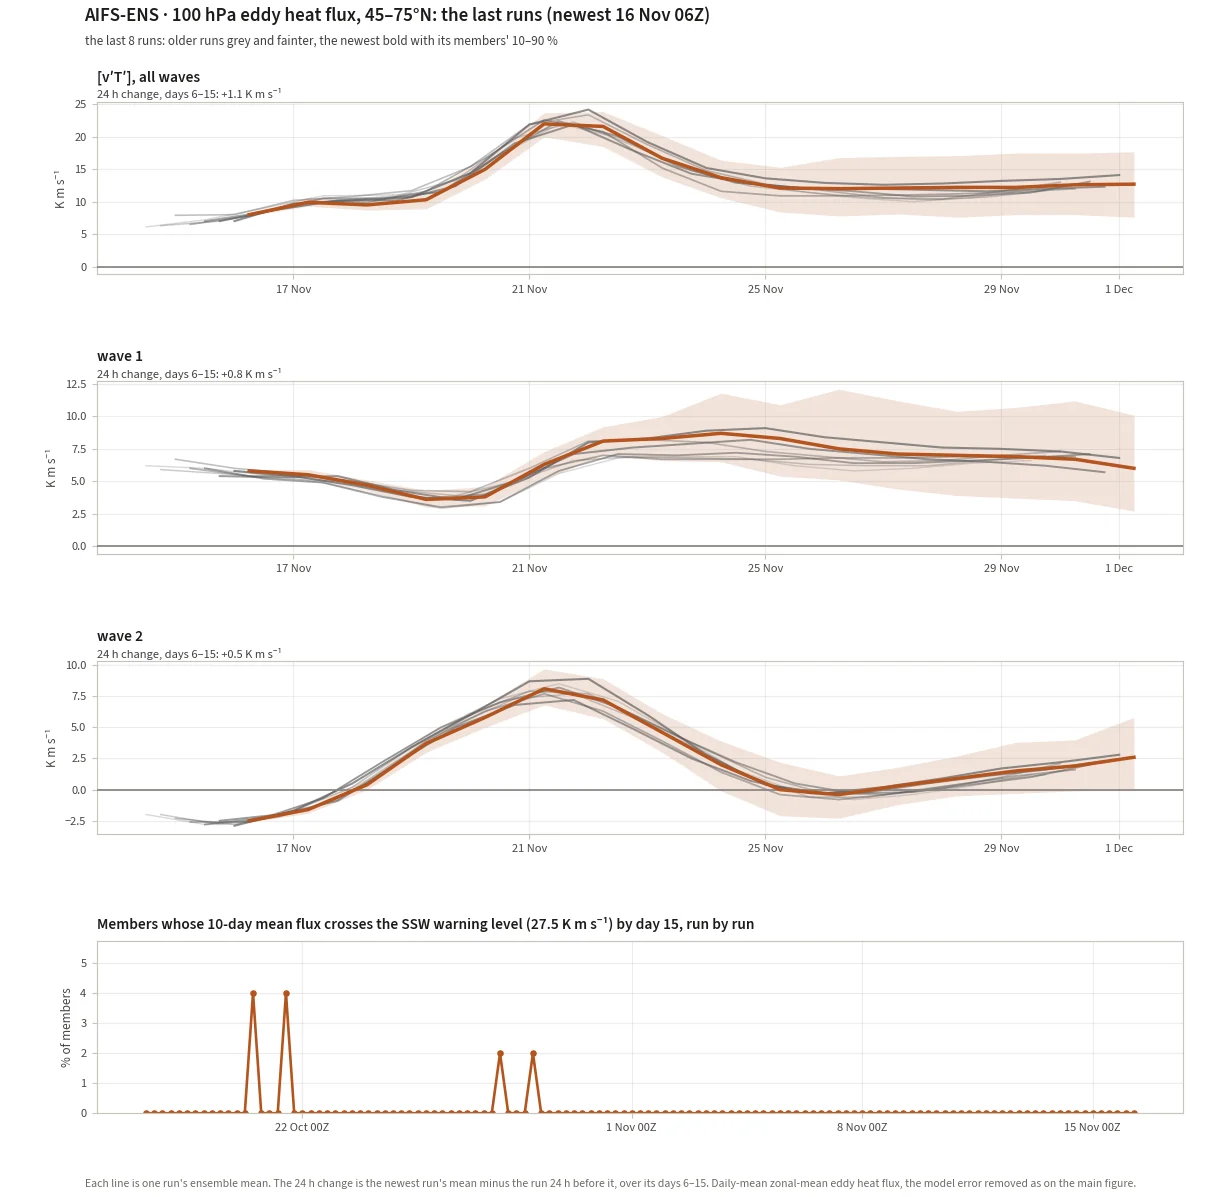 AIFS-ENS · 100 hPa eddy heat flux, 45–75°N: the last runs (newest 16 Nov 06Z)
the last 8 runs: older runs grey and fainter, the newest bold with its members' 10–90 %
[v′T′], all waves
24 h change, days 6–15: +1.1 K m s⁻¹
25
20
15
10
5
0
K m s⁻¹
17 Nov
21 Nov
25 Nov
29 Nov
1 Dec
wave 1
24 h change, days 6–15: +0.8 K m s⁻¹
12.5
10.0
7.5
5.0
2.5
0.0
K m s⁻¹
17 Nov
21 Nov
25 Nov
29 Nov
1 Dec
wave 2
24 h change, days 6–15: +0.5 K m s⁻¹
10.0
7.5
5.0
2.5
0.0
−2.5
K m s⁻¹
17 Nov
21 Nov
25 Nov
29 Nov
1 Dec
Members whose 10-day mean flux crosses the SSW warning level (27.5 K m s⁻¹) by day 15, run by run
5
4
3
2
1
0
% of members
22 Oct 00Z
1 Nov 00Z
8 Nov 00Z
15 Nov 00Z
Each line is one run's ensemble mean. The 24 h change is the newest run's mean minus the run 24 h before it, over its days 6–15. Daily-mean zonal-mean eddy heat flux, the model error removed as on the main figure.